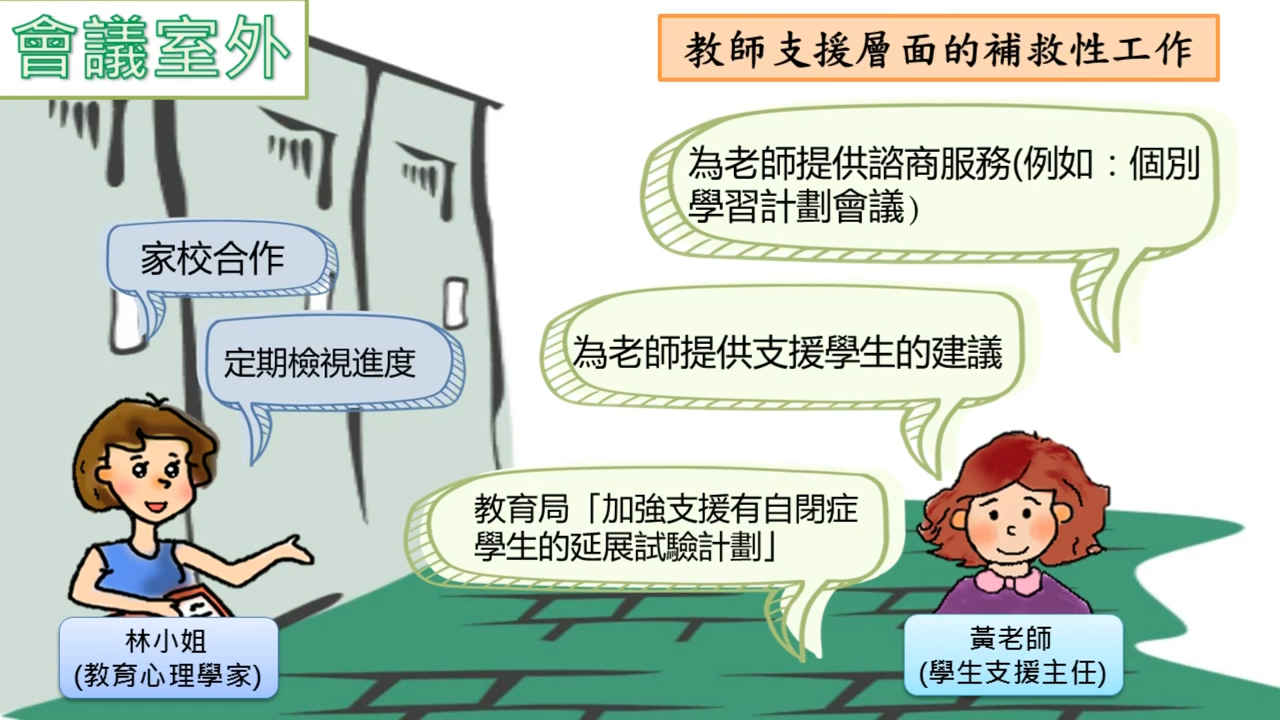 會議室外
教師支援層面的補救性工作
為老師提供諮商服務(例如：個別
學習計劃會議)
家校合作
定期檢視進度
為老師提供支援學生的建議
教育局「加強支援有自閉症
學生的延展試驗計劃」
林小姐
(教育心理學家)
黃老師
(學生支援主任)